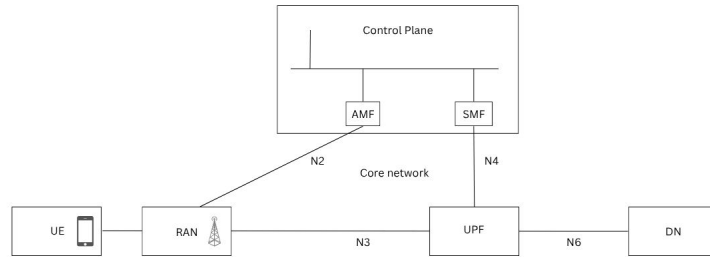 Control Plane
AMF
SMF
N2
N4
Core network
UE
RAN
N3
UPF
N6
DN